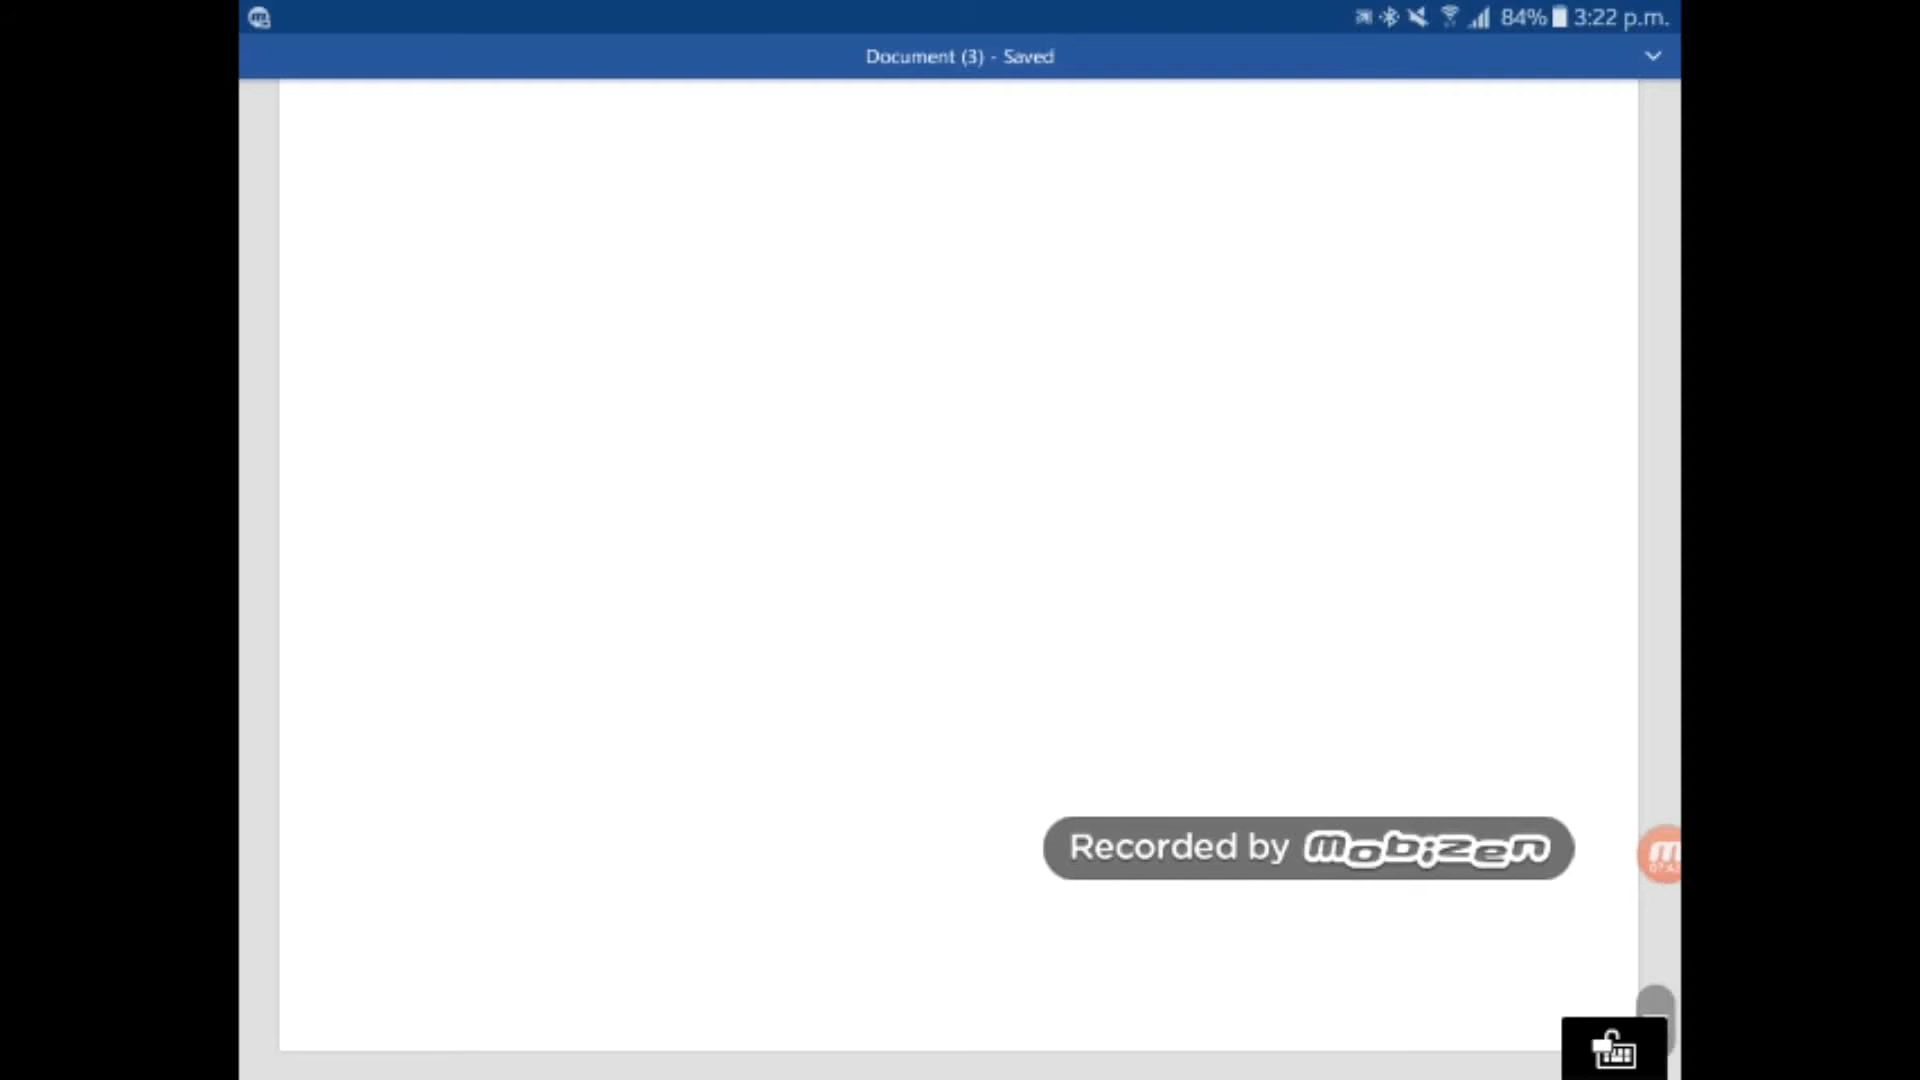 84% 3:22 p.m.
Document (3) - Saved
Recorded by mobizen